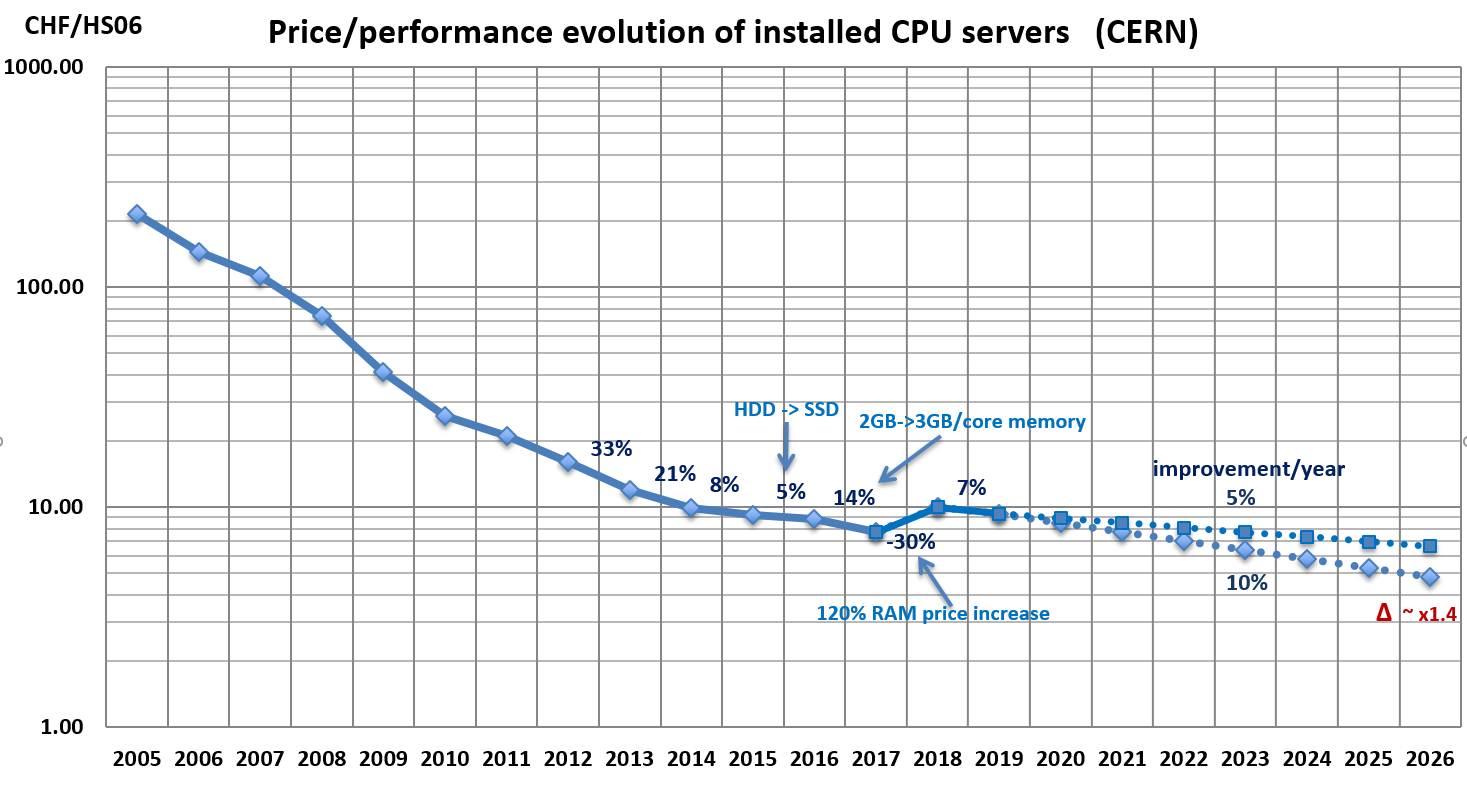 CHF/HS06
Price/performance evolution of installed CPU servers (CERN)
1000.00
100.00
10.00
1.00
HDD -> SSD
2GB->3GB/core memory
33%
21%
8%
5%
14%
7%
-30%
120% RAM price increase
improvement/year
5%
10%
Δ ~ x1.4
2005 2006 2007 2008 2009 2010 2011 2012 2013 2014 2015 2016 2017 2018 2019 2020 2021 2022 2023 2024 2025 2026